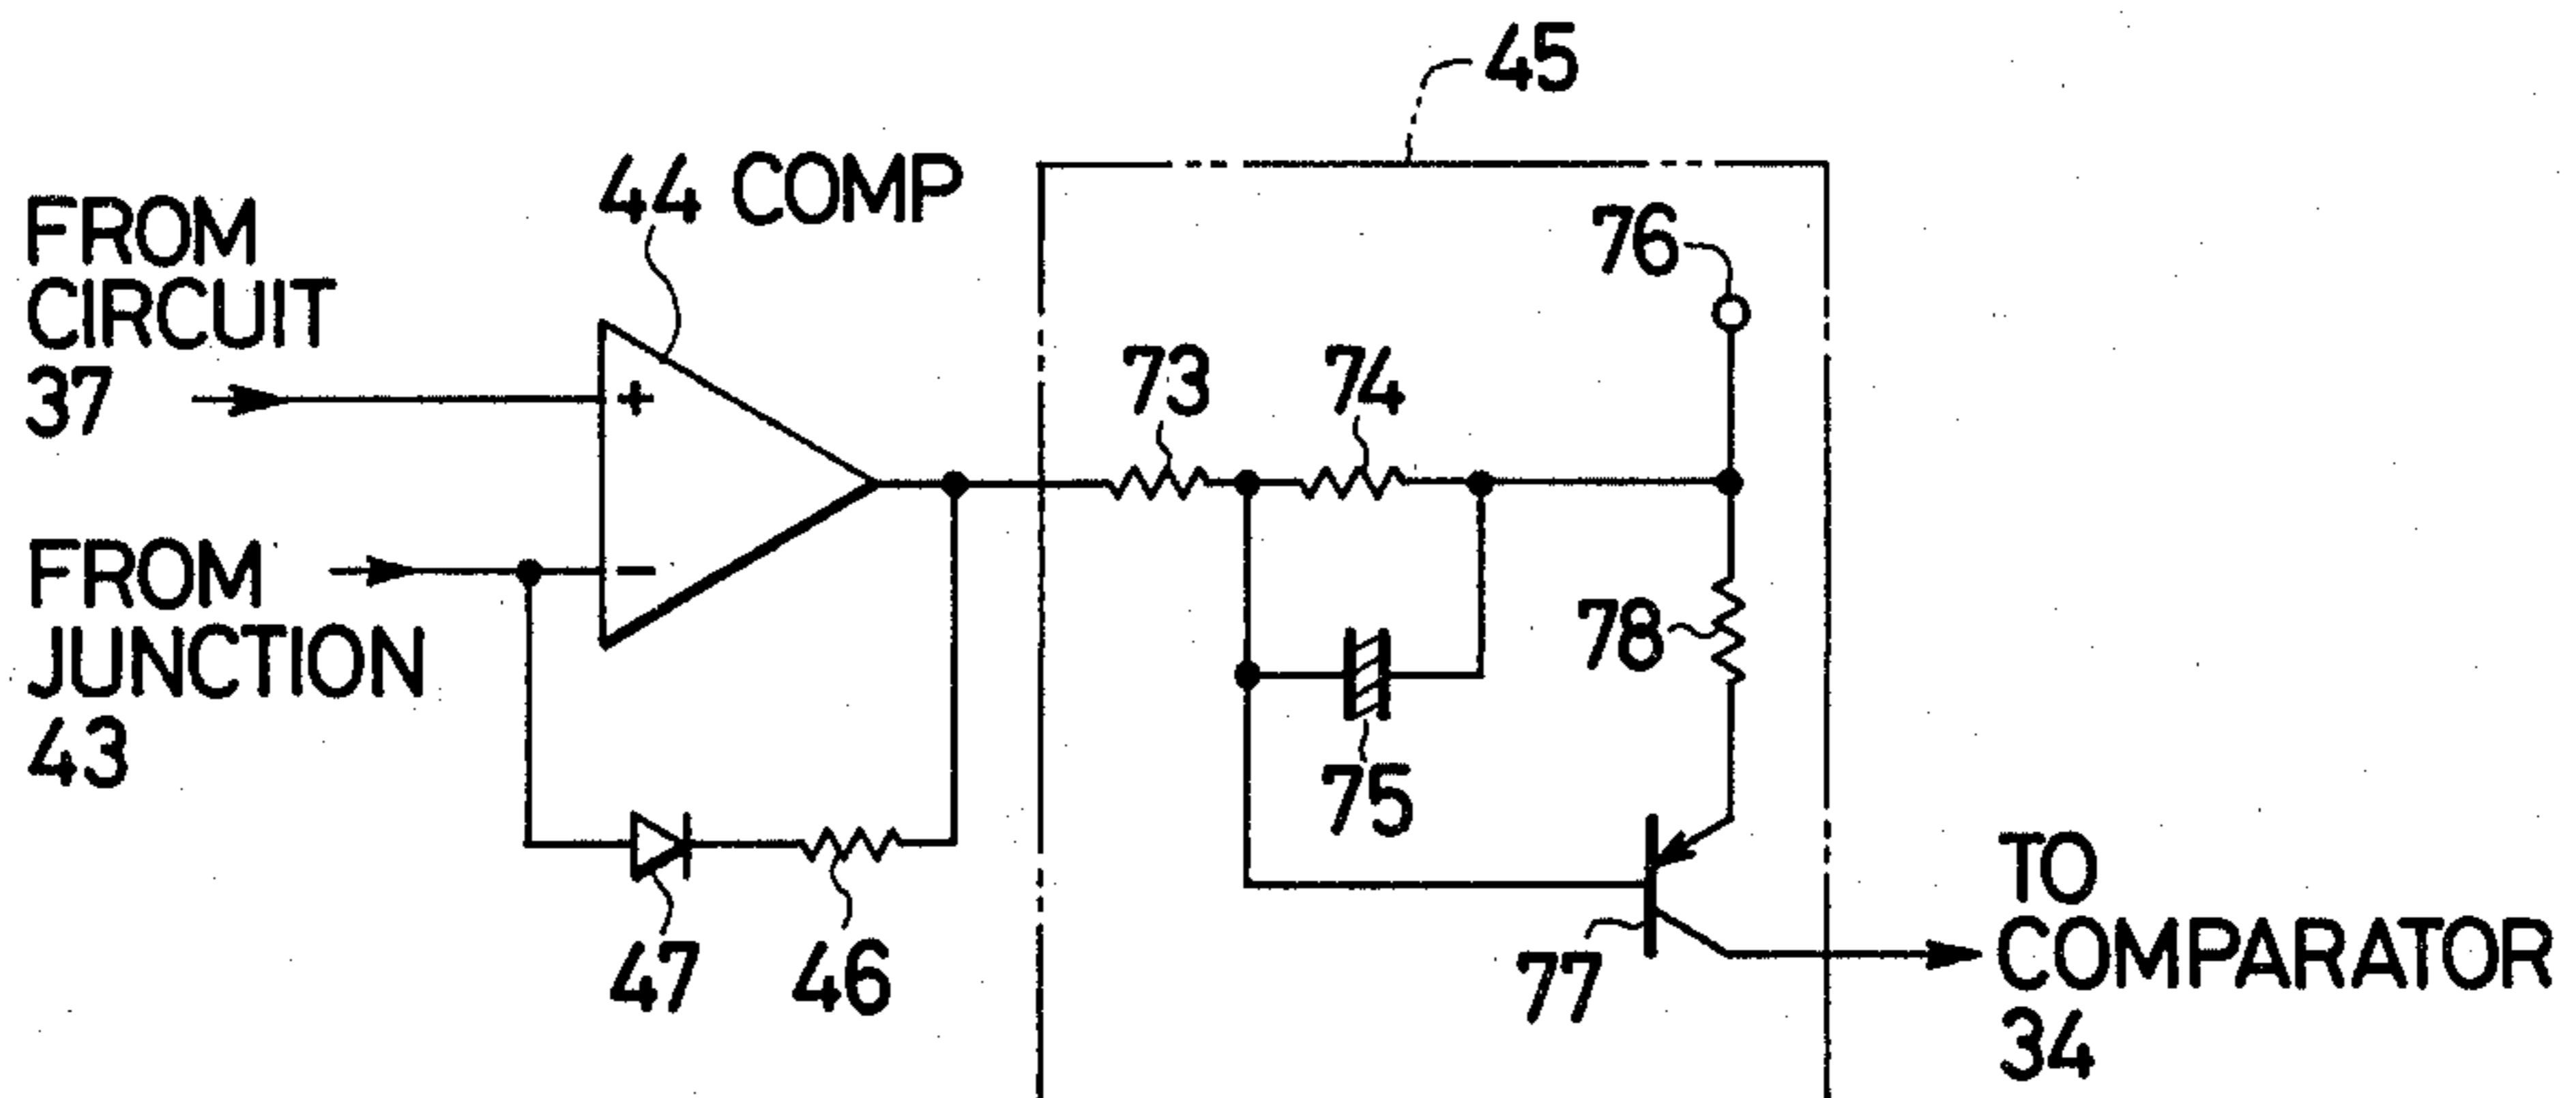 45
44 COMP
FROM
CIRCUIT
37
+
76
73
74
FROM
JUNCTION
43
−
78
75
47
46
77
TO
COMPARATOR
34